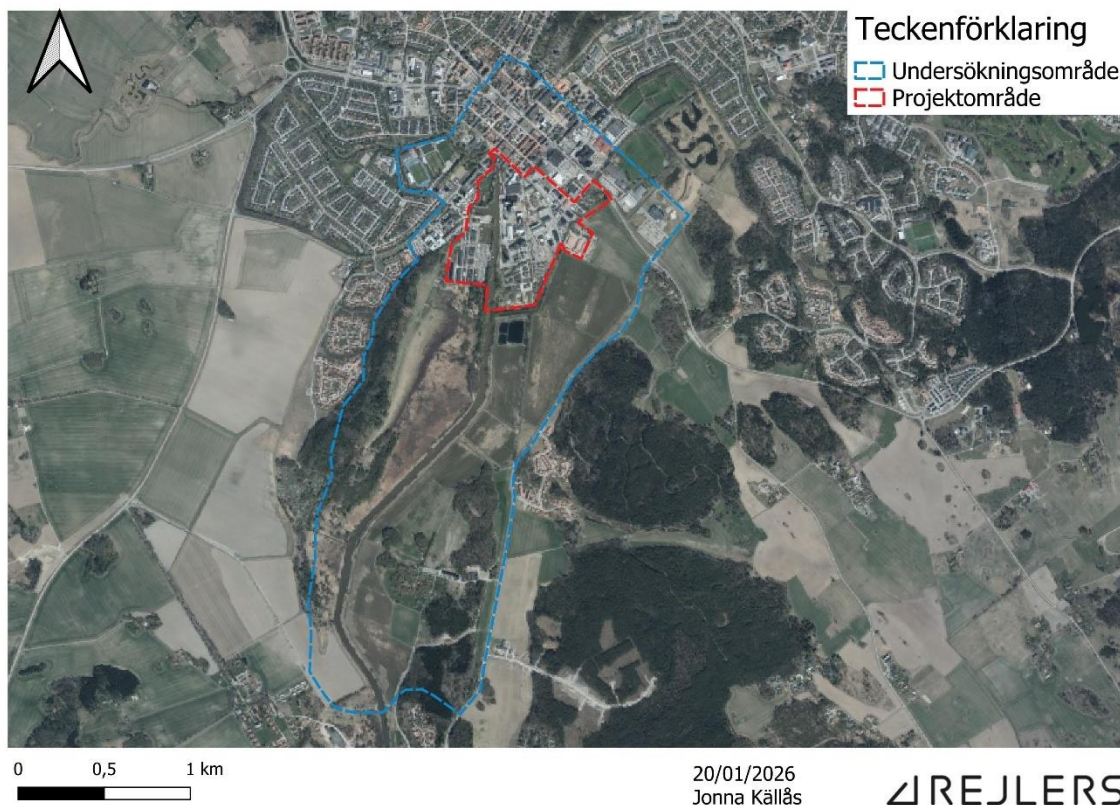 Teckenförklaring
Undersökningsområde
Projektområde
0 0,5 1 km
20/01/2026
Jonna Källås
REJLERS